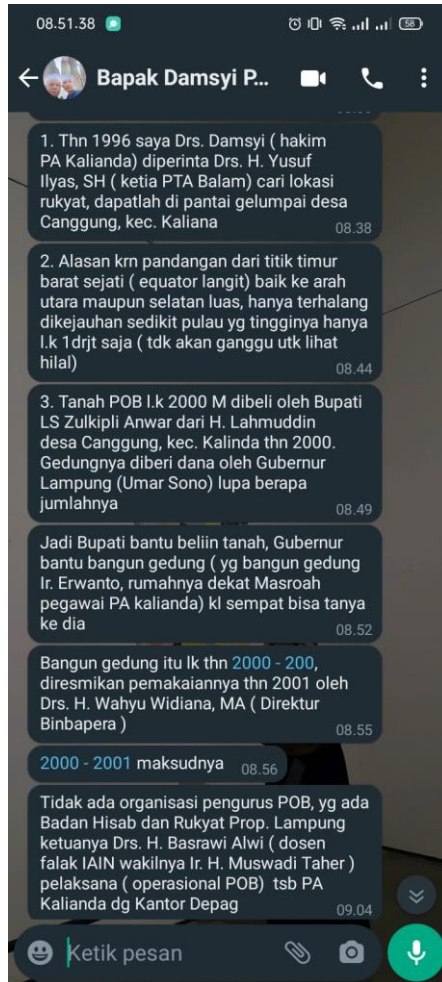 08.51.38
58
Bapak Damsyi P...
1. Thn 1996 saya Drs. Damsyi ( hakim
PA Kalianda) diperinta Drs. H. Yusuf
Ilyas, SH ( ketia PTA Balam) cari lokasi
rukyat, dapatlah di pantai gelumpai desa
Canggung, kec. Kaliana
08.38
2. Alasan krn pandangan dari titik timur
barat sejati ( equator langit) baik ke arah
utara maupun selatan luas, hanya terhalang
dikejauhan sedikit pulau yg tingginya hanya
l.k 1drjt saja ( tdk akan ganggu utk lihat
hilal)
08.44
3. Tanah POB l.k 2000 M dibeli oleh Bupati
LS Zulkipli Anwar dari H. Lahmuddin
desa Canggung, kec. Kalinda thn 2000.
Gedungnya diberi dana oleh Gubernur
Lampung (Umar Sono) lupa berapa
jumlahnya
08.49
Jadi Bupati bantu beliin tanah, Gubernur
bantu bangun gedung ( yg bangun gedung
Ir. Erwanto, rumahnya dekat Masroah
pegawai PA kalianda) kl sempat bisa tanya
ke dia
08.52
Bangun gedung itu lk thn 2000 - 200,
diresmikan pemakaiannya thn 2001 oleh
Drs. H. Wahyu Widiana, MA ( Direktur
Binbapera )
08.55
2000 - 2001 maksudnya 08.56
Tidak ada organisasi pengurus POB, yg ada
Badan Hisab dan Rukyat Prop. Lampung
ketuanya Drs. H. Basrawi Alwi ( dosen
falak IAIN wakilnya Ir. H. Muswadi Taher )
pelaksana ( operasional POB) tsb PA
Kalianda dg Kantor Depag
09.04
Ketik pesan